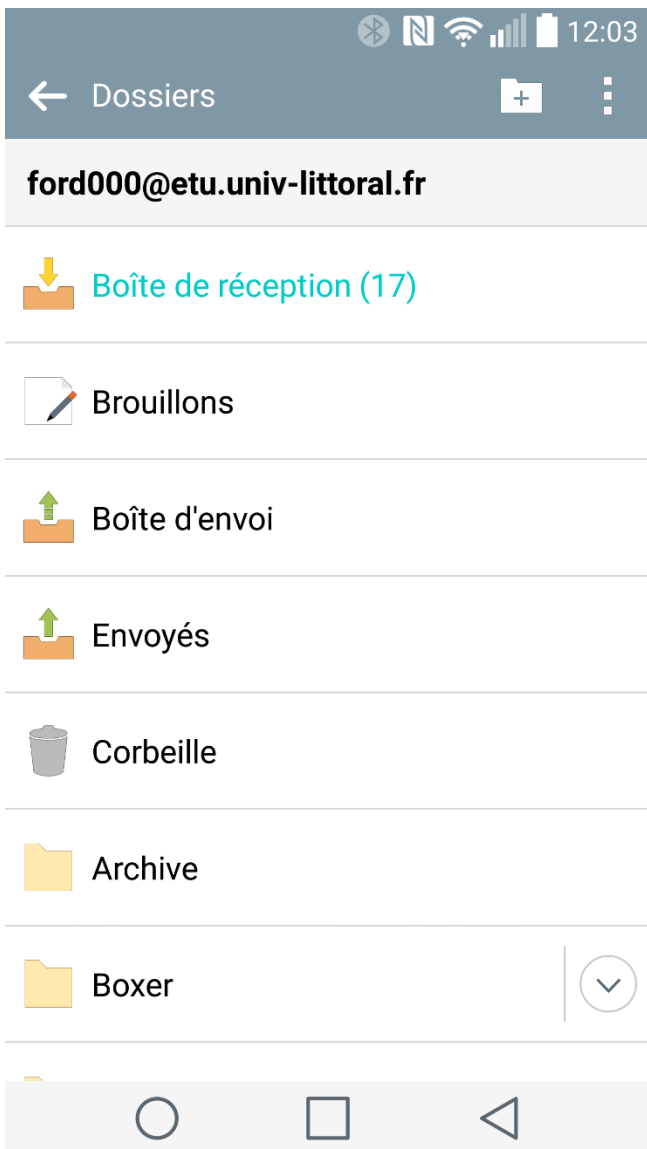 12:03
Dossiers
ford000@etu.univ-littoral.fr
Boîte de réception (17)
Brouillons
Boîte d'envoi
Envoyés
Corbeille
Archive
Boxer